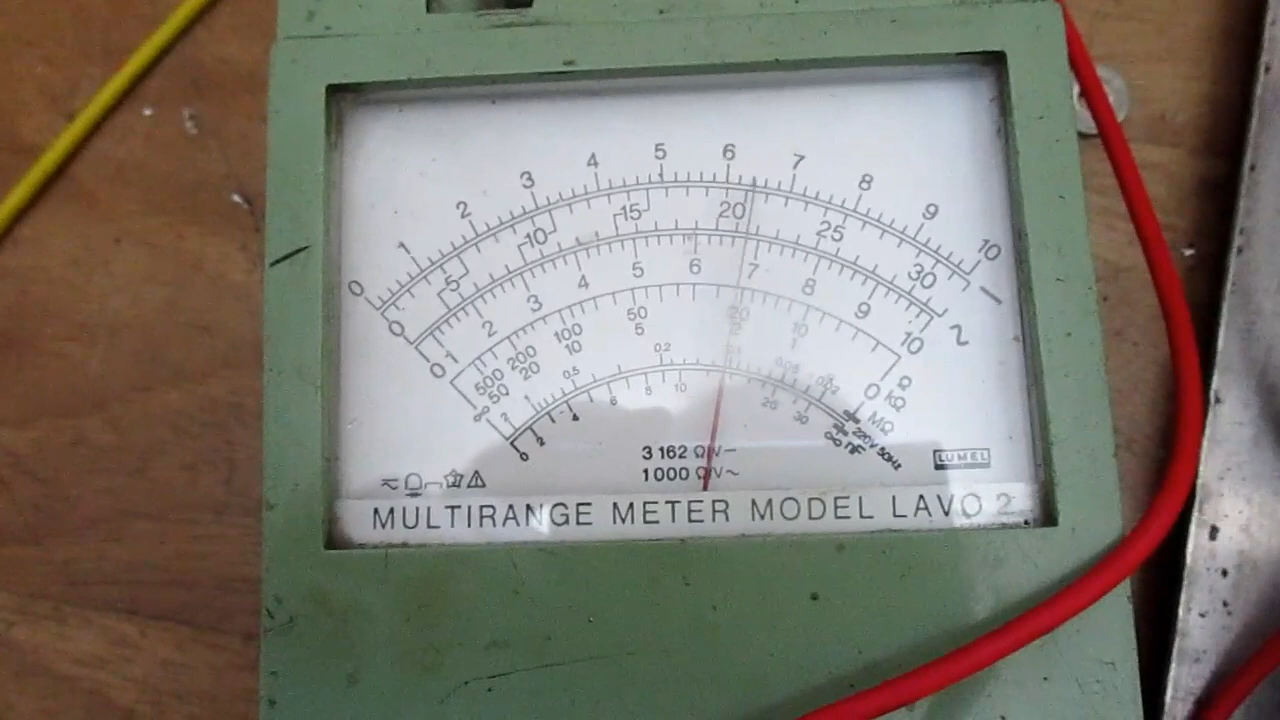 0 1 2 3 4 5 6 7 8 9 10 —
0 5 10 15 20 25 30 ~
0 1 2 3 4 5 6 7 8 9 10
∞ 500 200 100 50 20 10 0 Ω
50 20 10 5 1 kΩ
2 1 0.5 0.2 0.1 0.05 0.02 MΩ
0 2 4 6 8 10 20 30 ∞ nF
220V 50Hz
3 162 Ω/V—
1000 Ω/V~
LUMEL
MULTIRANGE METER MODEL LAVO 2